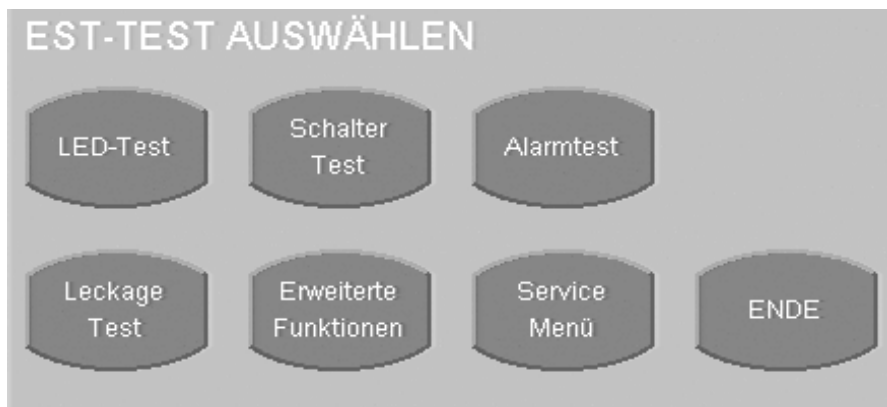 EST-TEST AUSWÄHLEN
LED-Test
Schalter
Test
Alarmtest
Leckage
Test
Erweiterte
Funktionen
Service
Menü
ENDE